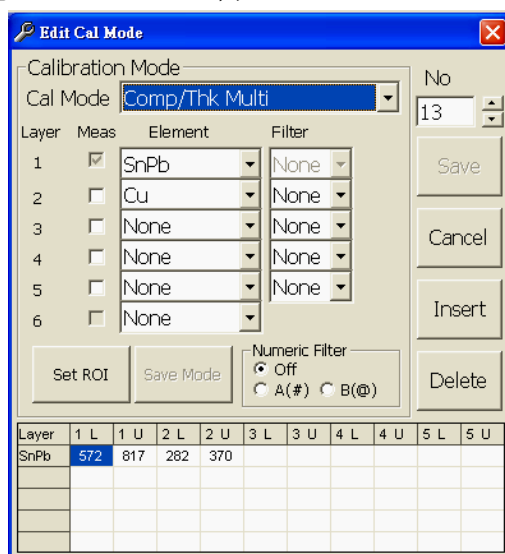 Edit Cal Mode
Calibration Mode
No
Cal Mode Comp/Thk Multi
13
Layer Meas Element Filter
1 SnPb None
Save
2 Cu None
3 None None
Cancel
4 None None
5 None None
6 None
Insert
Numeric Filter
Set ROI Save Mode Off
A(#) B(@)
Delete
Layer 1 L 1 U 2 L 2 U 3 L 3 U 4 L 4 U 5 L 5 U
SnPb 572 817 282 370